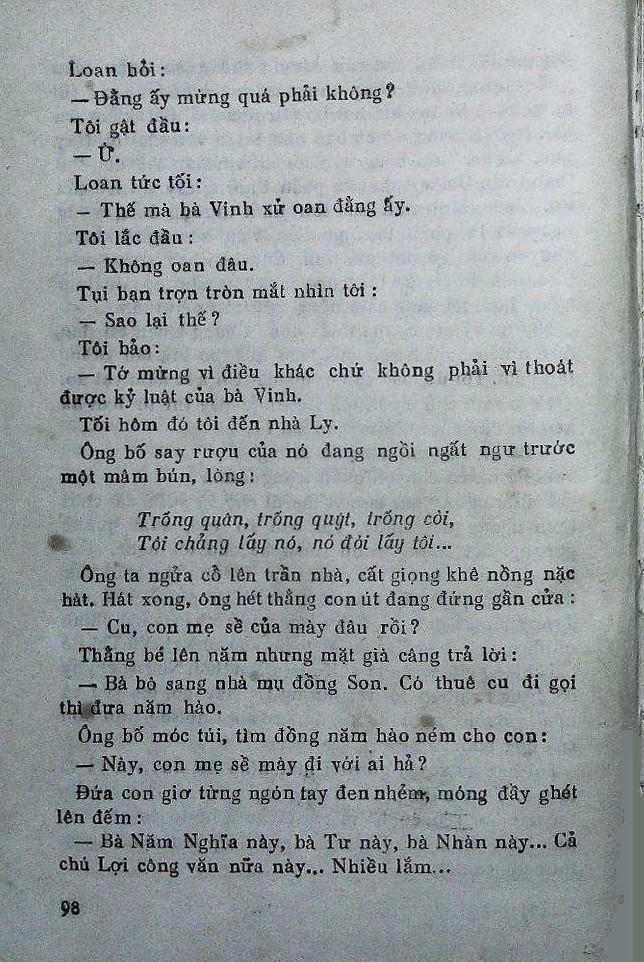 Loan hỏi:
— Đằng ấy mừng quá phải không?
Tôi gật đầu:
— Ừ.
Loan tức tối:
— Thế mà bà Vinh xử oan đằng ấy.
Tôi lắc đầu:
— Không oan đâu.
Tụi bạn trợn tròn mắt nhìn tôi:
— Sao lại thế?
Tôi bảo:
— Tớ mừng vì điều khác chứ không phải vì thoát
được kỷ luật của bà Vinh.
Tối hôm đó tôi đến nhà Ly.
Ông bố say rượu của nó đang ngồi ngất ngư trước
một mâm bún, lòng:
Trống quân, trống quýt, trống còi,
Tôi chẳng lấy nó, nó đòi lấy tôi...
Ông ta ngửa cổ lên trần nhà, cất giọng khê nồng nặc
hát. Hát xong, ông hét thằng con út đang đứng gần cửa:
— Cu, con mẹ sề của mày đâu rồi?
Thằng bé lên năm nhưng mặt già câng trả lời:
— Bà bô sang nhà mụ đồng Son. Có thuê cu đi gọi
thì đưa năm hào.
Ông bố móc túi, tìm đồng năm hào ném cho con:
— Này, con mẹ sề mày đi với ai hả?
Đứa con giơ từng ngón tay đen nhẻm, móng đầy ghét
lên đếm:
— Bà Năm Nghĩa này, bà Tư này, bà Nhàn này... Cả
chú Lợi công văn nữa này... Nhiều lắm...
98